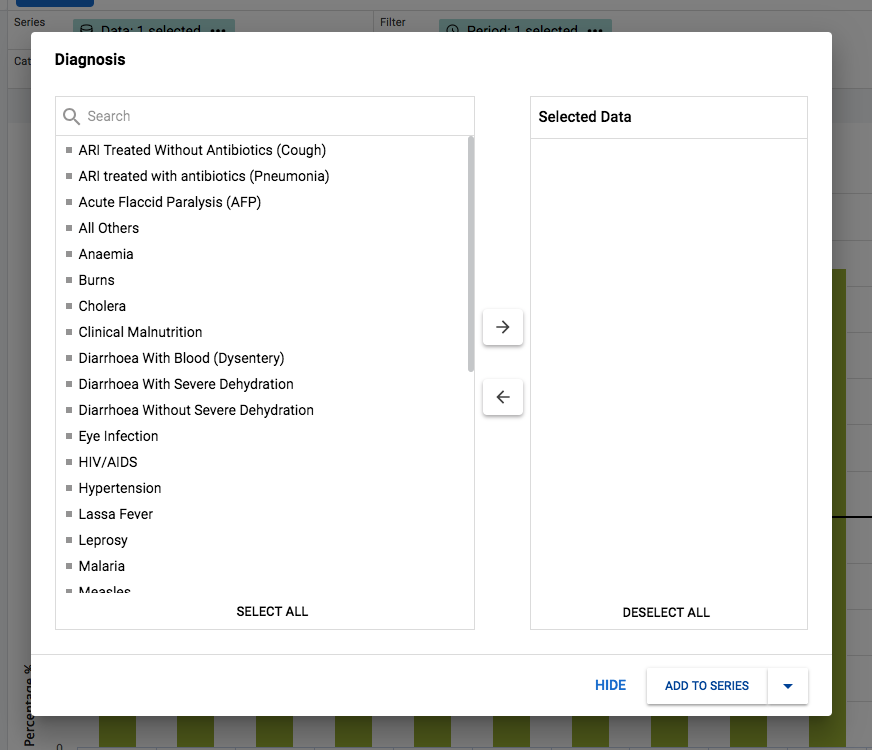 Series
Data: 1 selected •••
Filter
Period: 1 selected •••
Cat
Diagnosis
Search
Selected Data
ARI Treated Without Antibiotics (Cough)
ARI treated with antibiotics (Pneumonia)
Acute Flaccid Paralysis (AFP)
All Others
Anaemia
Burns
Cholera
Clinical Malnutrition
Diarrhoea With Blood (Dysentery)
Diarrhoea With Severe Dehydration
Diarrhoea Without Severe Dehydration
Eye Infection
HIV/AIDS
Hypertension
Lassa Fever
Leprosy
Malaria
Measles
SELECT ALL
DESELECT ALL
HIDE
ADD TO SERIES
Percentage %
0